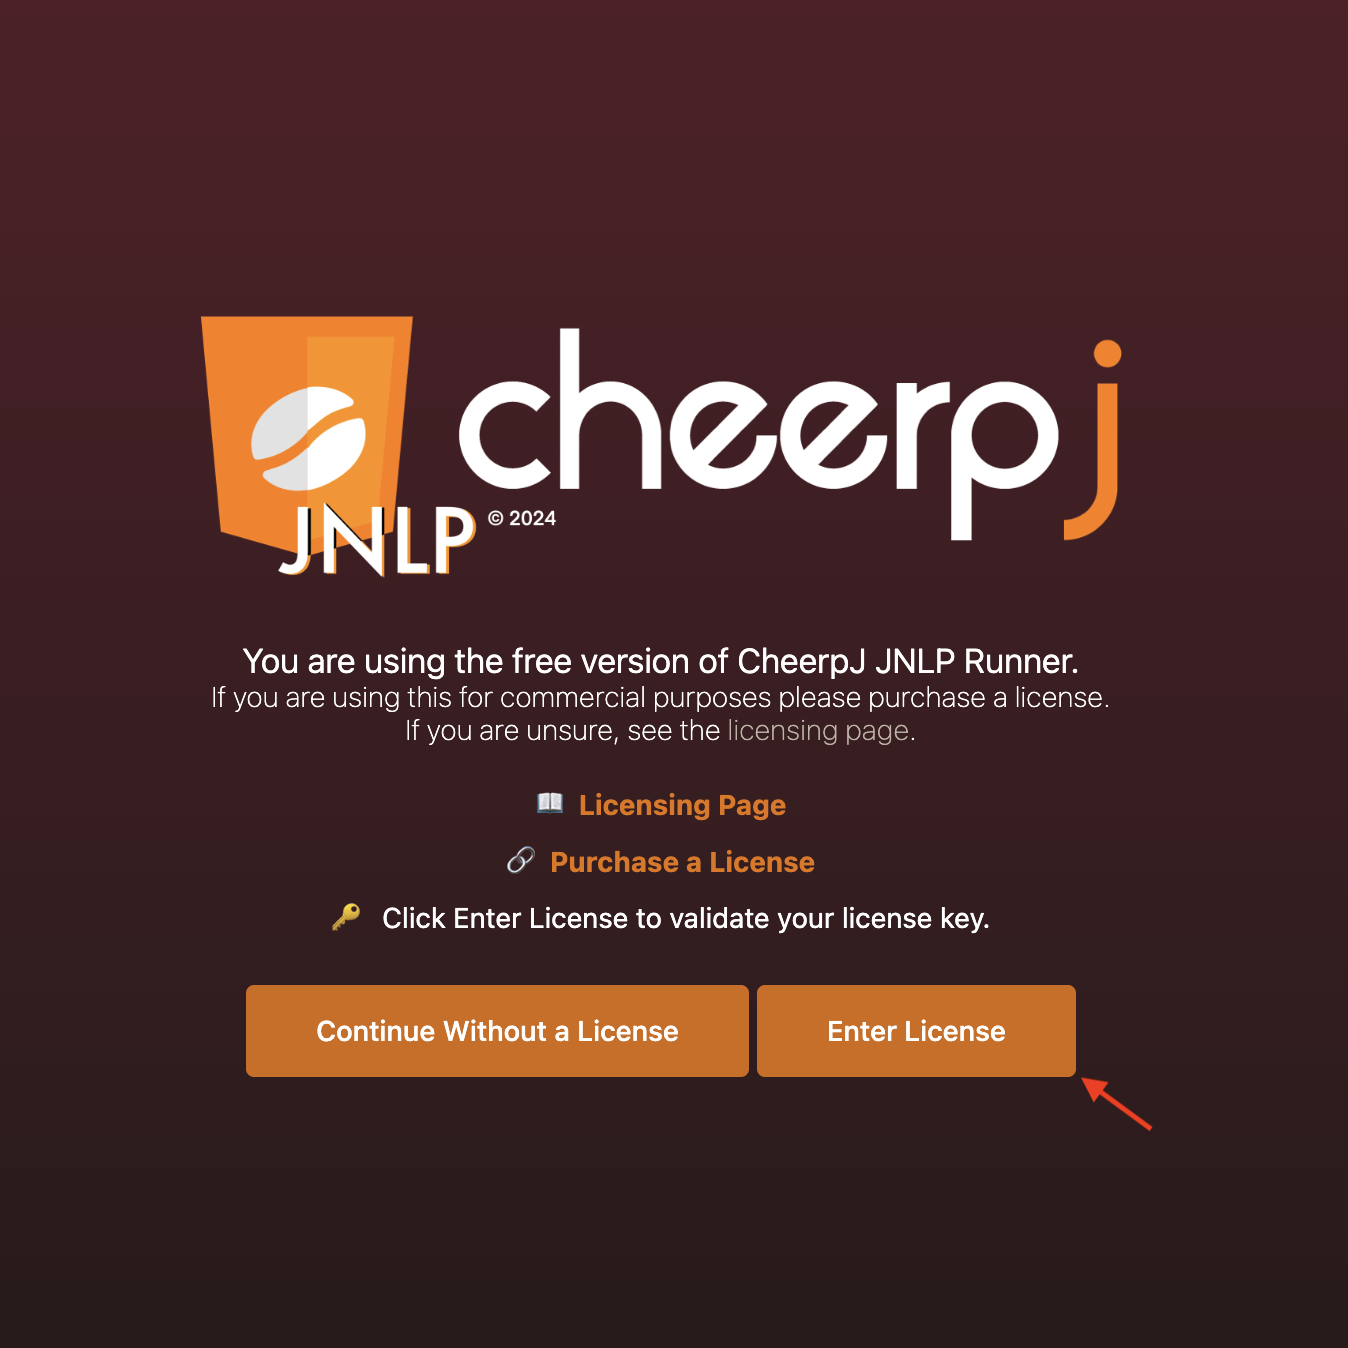 cheerpj
JNLP © 2024
You are using the free version of CheerpJ JNLP Runner.
If you are using this for commercial purposes please purchase a license.
If you are unsure, see the licensing page.
Licensing Page
Purchase a License
Click Enter License to validate your license key.
Continue Without a License
Enter License